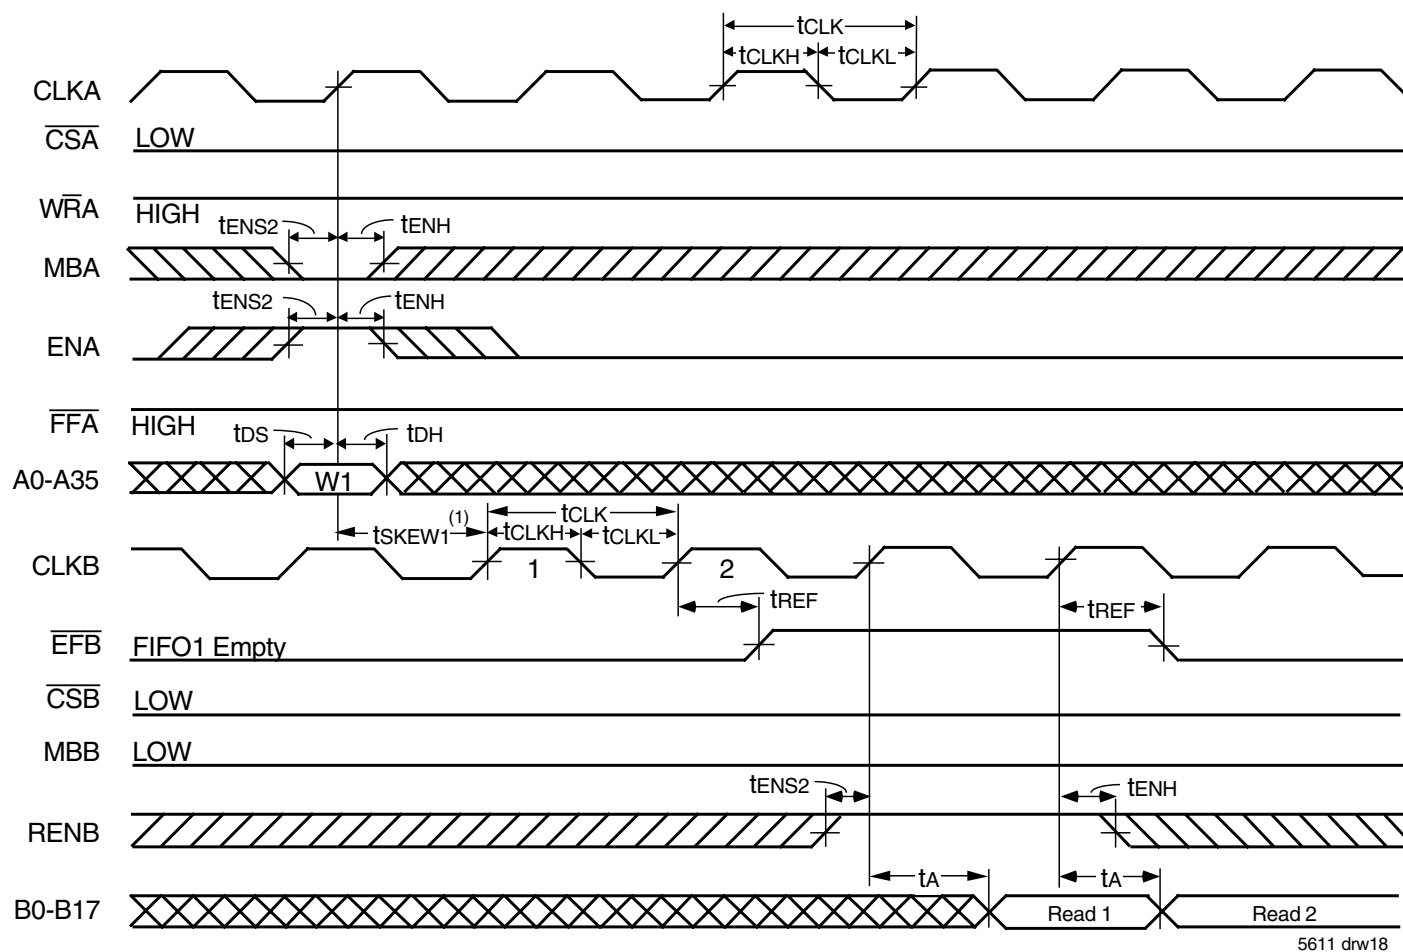 tCLK
tCLKH tCLKL
CLKA
CSA LOW
WRA HIGH
tENS2 tENH
MBA
tENS2 tENH
ENA
FFA HIGH
tDS tDH
A0-A35 W1
tSKEW1(1) tCLK
tCLKH tCLKL
CLKB 1 2
tREF tREF
EFB FIFO1 Empty
CSB LOW
MBB LOW
tENS2 tENH
RENB
tA tA
B0-B17 Read 1 Read 2
5611 drw18